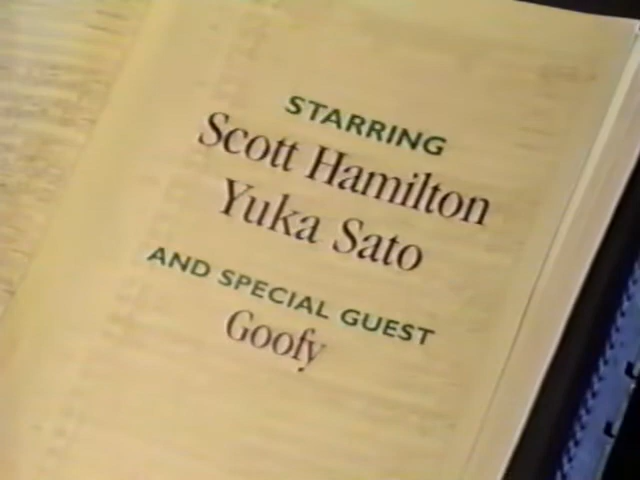 STARRING
Scott Hamilton
Yuka Sato
AND SPECIAL GUEST
Goofy